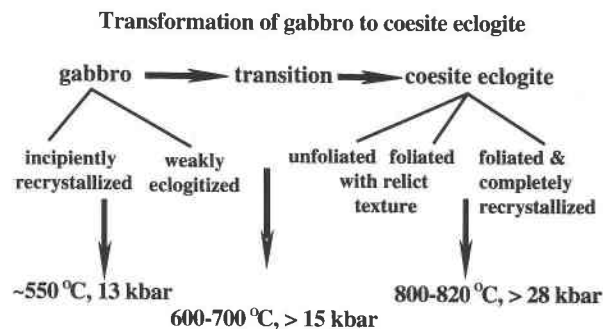 Transformation of gabbro to coesite eclogite
gabbro transition coesite eclogite
incipiently
recrystallized
weakly
eclogitized
unfoliated foliated
with relict
texture
foliated &
completely
recrystallized
~550 °C, 13 kbar
600-700 °C, > 15 kbar
800-820 °C, > 28 kbar